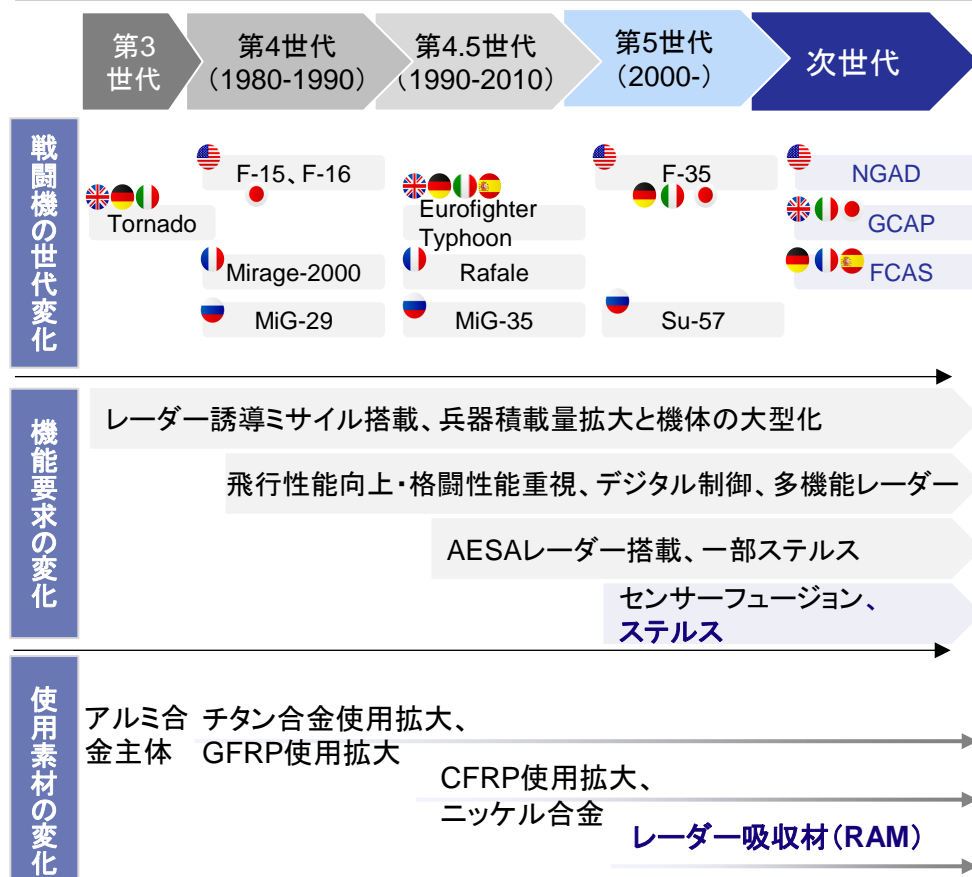 第3
世代
第4世代
（1980-1990）
第4.5世代
（1990-2010）
第5世代
（2000-）
次世代
戦闘機の世代変化
F-15、F-16
F-35
NGAD
Tornado
Eurofighter
Typhoon
GCAP
Mirage-2000
Rafale
FCAS
MiG-29
MiG-35
Su-57
機能要求の変化
レーダー誘導ミサイル搭載、兵器積載量拡大と機体の大型化
飛行性能向上・格闘性能重視、デジタル制御、多機能レーダー
AESAレーダー搭載、一部ステルス
センサーフュージョン、
ステルス
使用素材の変化
アルミ合
金主体
チタン合金使用拡大、
GFRP使用拡大
CFRP使用拡大、
ニッケル合金
レーダー吸収材（RAM）